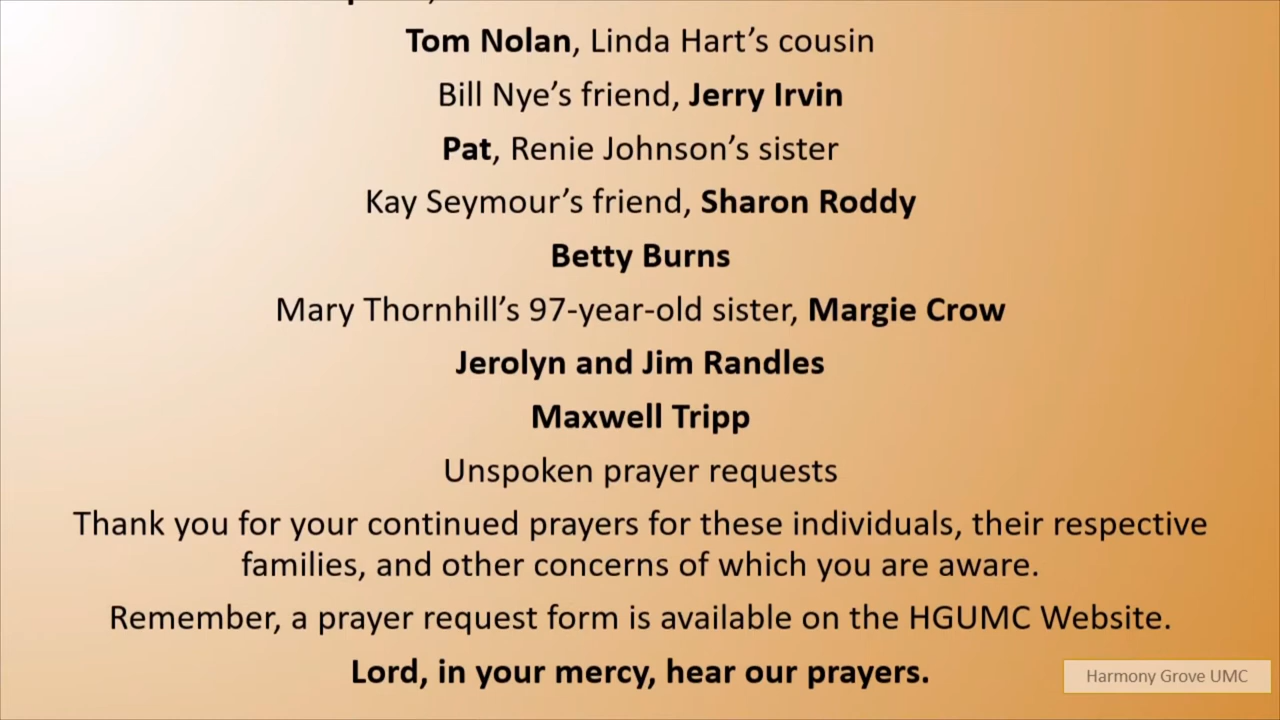 Tom Nolan, Linda Hart’s cousin
Bill Nye’s friend, Jerry Irvin
Pat, Renie Johnson’s sister
Kay Seymour’s friend, Sharon Roddy
Betty Burns
Mary Thornhill’s 97-year-old sister, Margie Crow
Jerolyn and Jim Randles
Maxwell Tripp
Unspoken prayer requests
Thank you for your continued prayers for these individuals, their respective
families, and other concerns of which you are aware.
Remember, a prayer request form is available on the HGUMC Website.
Lord, in your mercy, hear our prayers.
Harmony Grove UMC